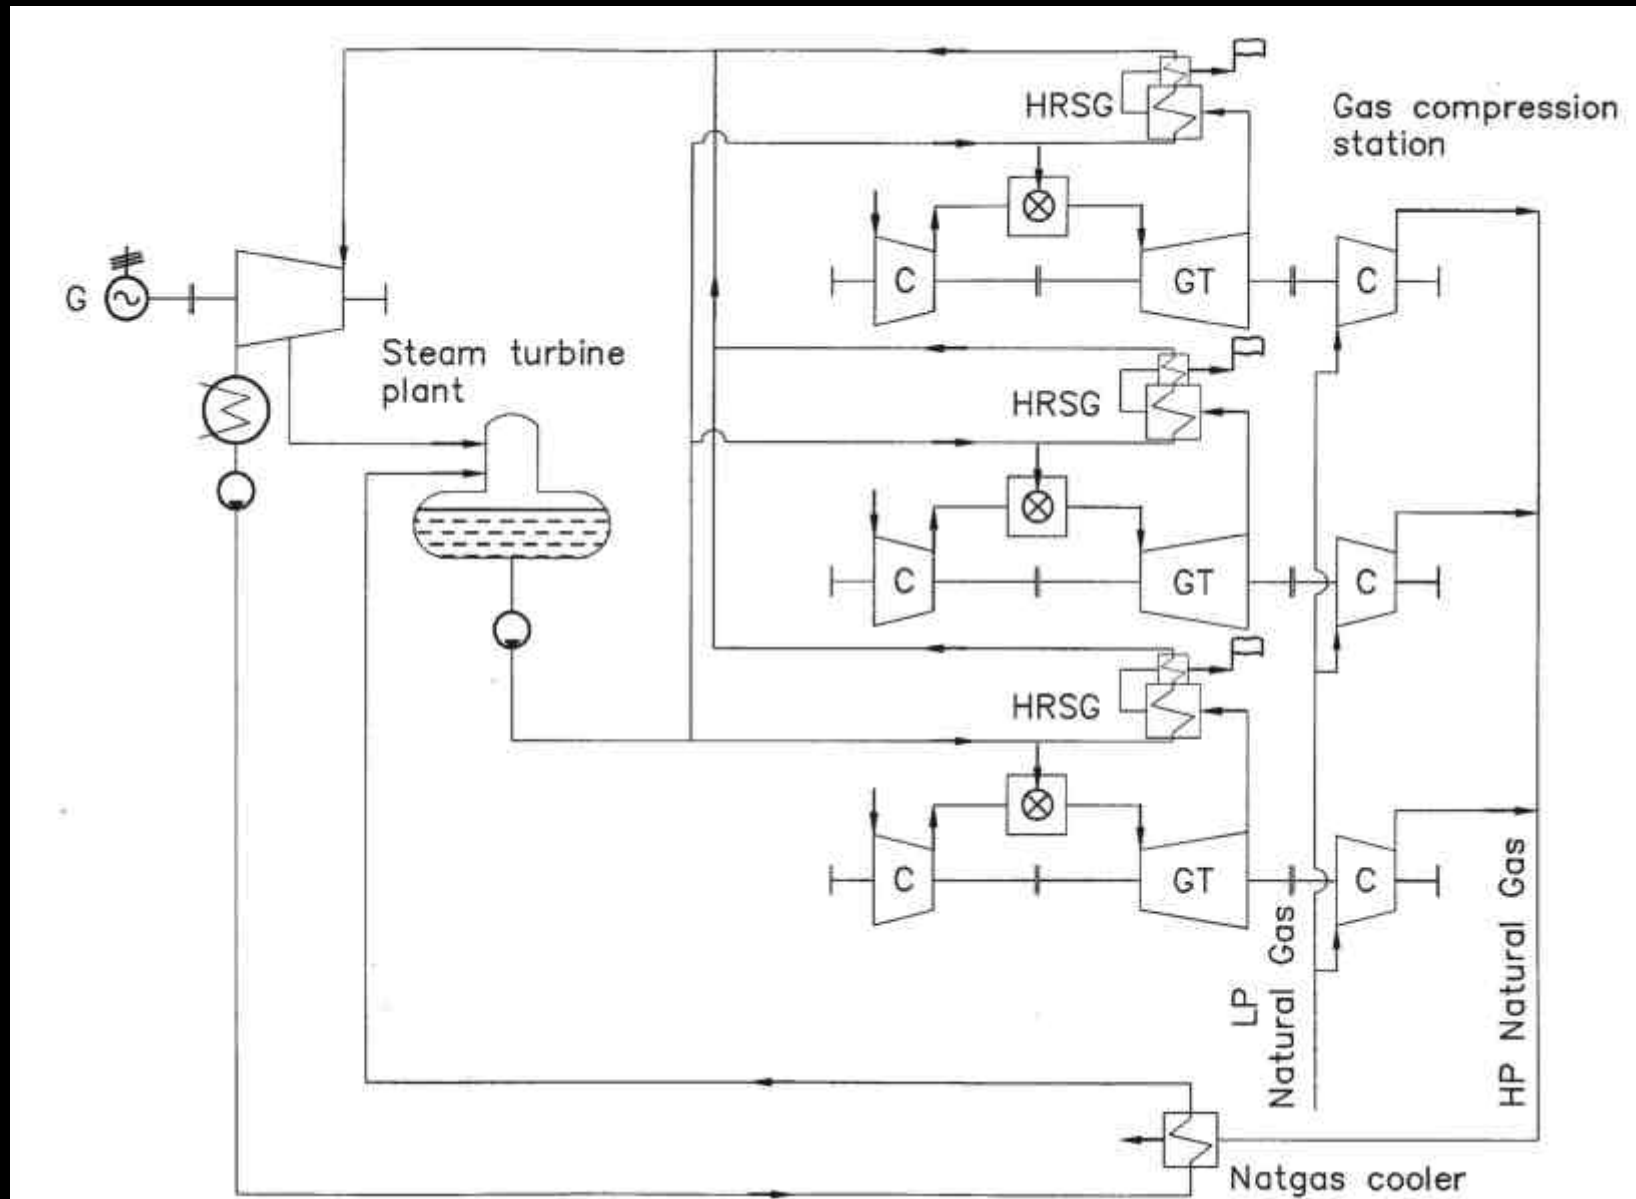 HRSG
Gas compression
station
C
GT
C
G
Steam turbine
plant
HRSG
C
GT
C
HRSG
C
GT
C
LP
Natural Gas
HP Natural Gas
Natgas cooler